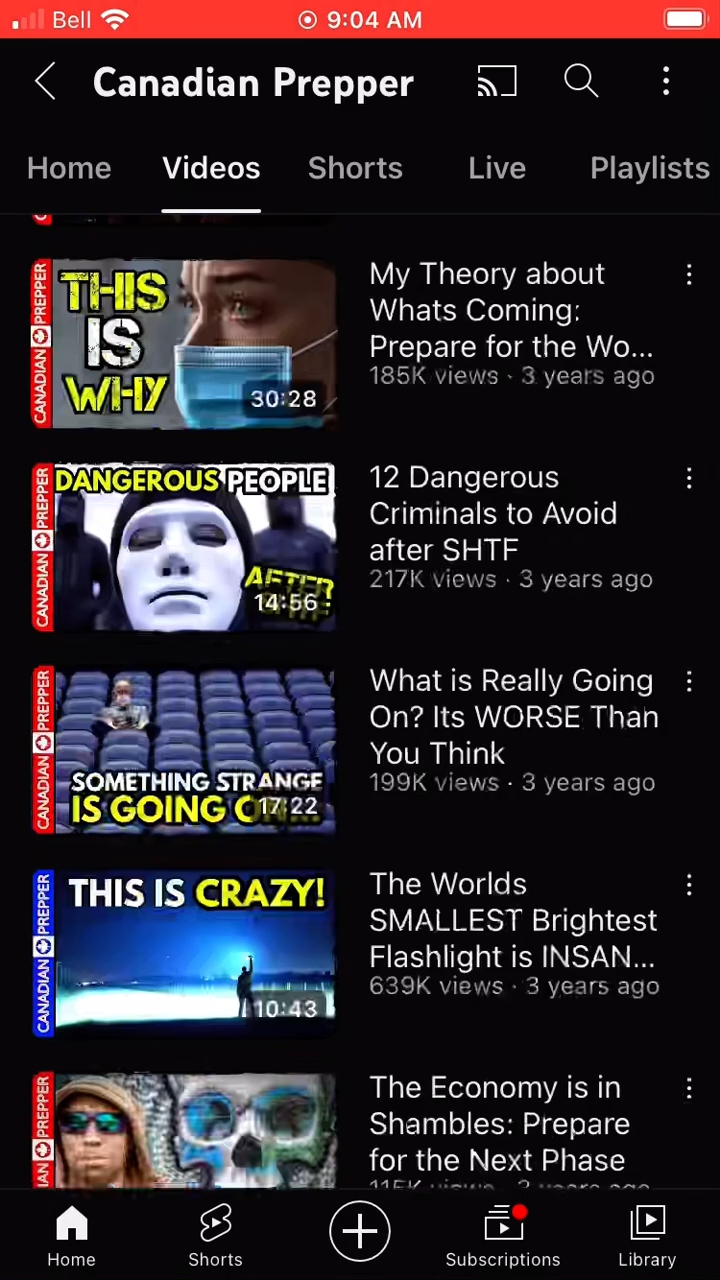 Bell 9:04 AM
Canadian Prepper
Home Videos Shorts Live Playlists
CANADIAN PREPPER
THIS
IS
WHY
30:28
My Theory about
Whats Coming:
Prepare for the Wo...
185K views · 3 years ago
CANADIAN PREPPER
DANGEROUS PEOPLE
AFTER
14:56
12 Dangerous
Criminals to Avoid
after SHTF
217K views · 3 years ago
CANADIAN PREPPER
SOMETHING STRANGE
IS GOING
17:22
What is Really Going
On? Its WORSE Than
You Think
199K views · 3 years ago
CANADIAN PREPPER
THIS IS CRAZY!
10:43
The Worlds
SMALLEST Brightest
Flashlight is INSAN...
639K views · 3 years ago
PREPPER
The Economy is in
Shambles: Prepare
for the Next Phase
Home Shorts Subscriptions Library